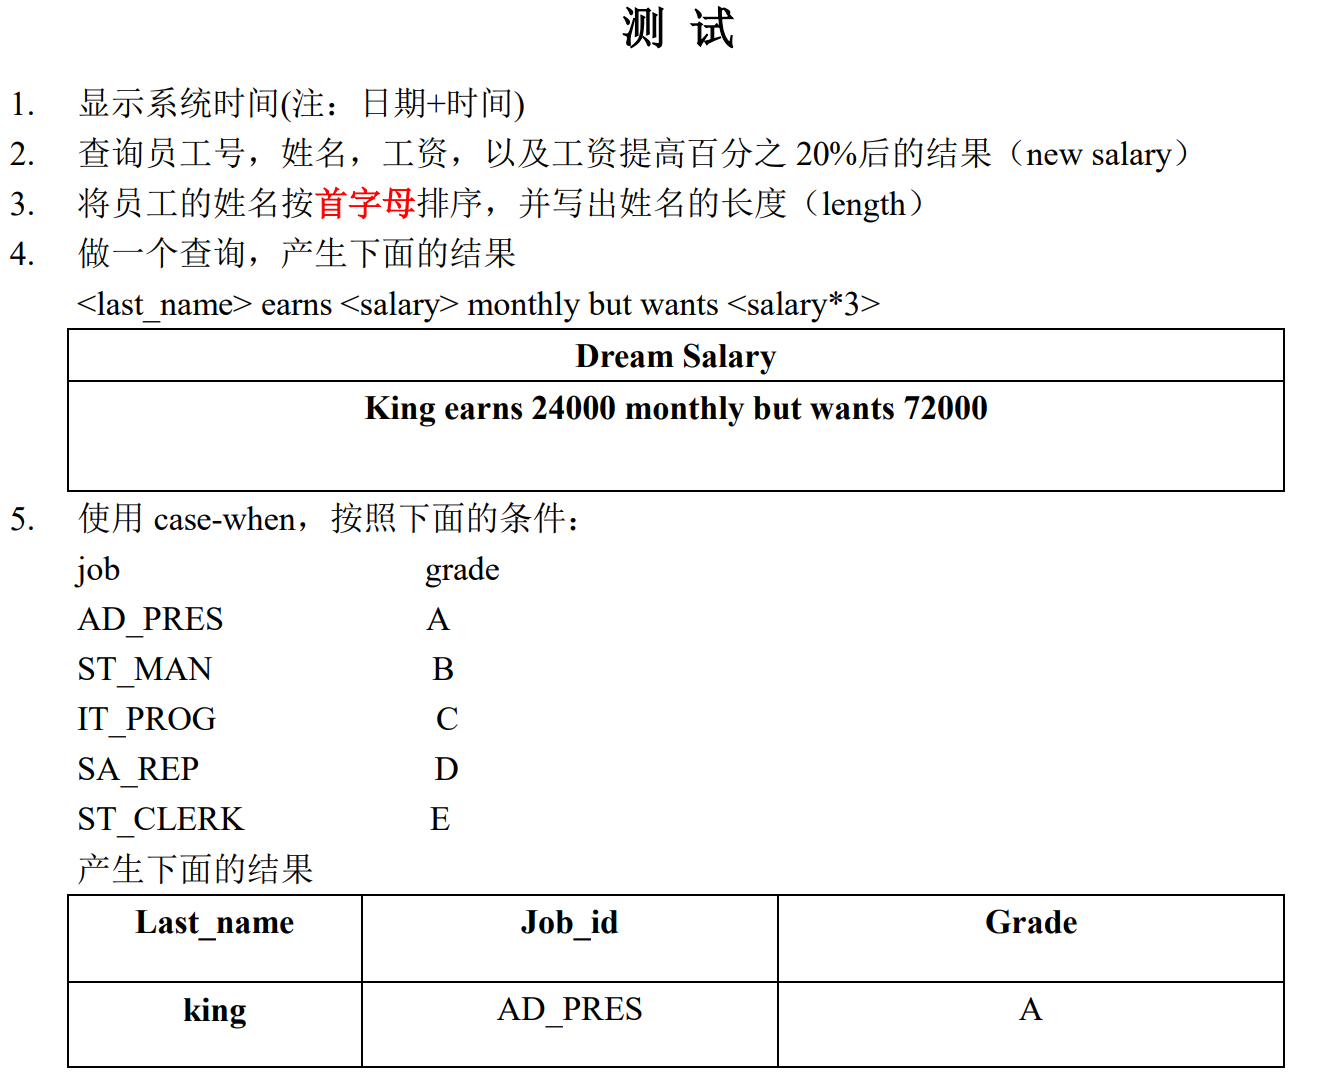 测 试
1. 显示系统时间(注：日期+时间)
2. 查询员工号，姓名，工资，以及工资提高百分之 20%后的结果（new salary）
3. 将员工的姓名按首字母排序，并写出姓名的长度（length）
4. 做一个查询，产生下面的结果
<last_name> earns <salary> monthly but wants <salary*3>
Dream Salary
King earns 24000 monthly but wants 72000
5. 使用 case-when，按照下面的条件：
job grade
AD_PRES A
ST_MAN B
IT_PROG C
SA_REP D
ST_CLERK E
产生下面的结果
Last_name Job_id Grade
king AD_PRES A